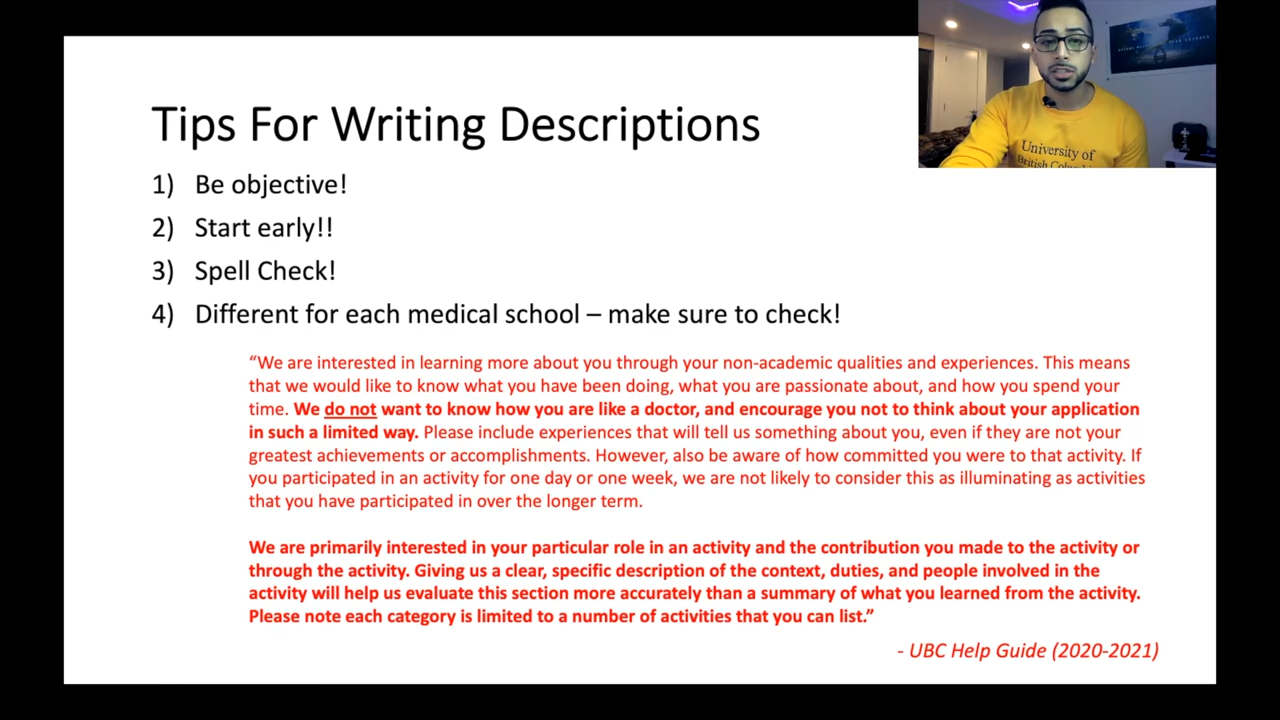 Tips For Writing Descriptions
University of
British Colu
1) Be objective!
2) Start early!!
3) Spell Check!
4) Different for each medical school – make sure to check!
“We are interested in learning more about you through your non-academic qualities and experiences. This means
that we would like to know what you have been doing, what you are passionate about, and how you spend your
time. We do not want to know how you are like a doctor, and encourage you not to think about your application
in such a limited way. Please include experiences that will tell us something about you, even if they are not your
greatest achievements or accomplishments. However, also be aware of how committed you were to that activity. If
you participated in an activity for one day or one week, we are not likely to consider this as illuminating as activities
that you have participated in over the longer term.
We are primarily interested in your particular role in an activity and the contribution you made to the activity or
through the activity. Giving us a clear, specific description of the context, duties, and people involved in the
activity will help us evaluate this section more accurately than a summary of what you learned from the activity.
Please note each category is limited to a number of activities that you can list.”
- UBC Help Guide (2020-2021)